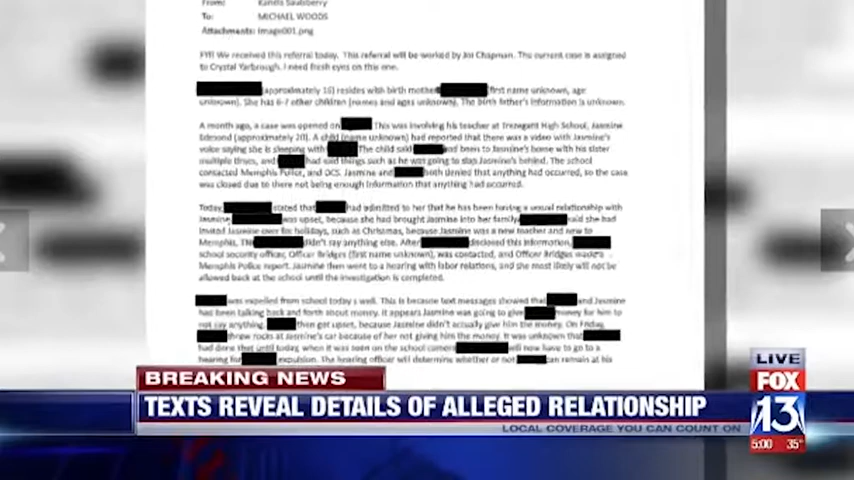 From: Kandis Saulsberry
To: MICHAEL WOODS
Attachments: image001.png
FYI! We received this referral today. This referral will be worked by Joi Chapman. The current case is assigned
to Crystal Yarbrough. I need fresh eyes on this one.
(approximately 16) resides with birth mother (first name unknown, age
unknown). She has 6-7 other children (names and ages unknown). The birth father's information is unknown.
A month ago, a case was opened on This was involving his teacher at Trezevant High School, Jasmine
Edmond (approximately 20). A child (name unknown) had reported that there was a video with Jasmine's
voice saying she is sleeping with The child said had been to Jasmine's home with his sister
multiple times, and had said things such as he was going to slap Jasmine's behind. The school
contacted Memphis Police, and DCS. Jasmine and both denied that anything had occurred, so the case
was closed due to there not being enough information that anything had occurred.
Today, stated that had admitted to her that he has been having a sexual relationship with
Jasmine. was upset, because she had brought Jasmine into her family. said she had
invited Jasmine over for holidays, such as Christmas, because Jasmine was a new teacher and new to
Memphis, TN. didn't say anything else. After disclosed this information,
school security officer, Officer Bridges (first name unknown), was contacted, and Officer Bridges made a
Memphis Police report. Jasmine then went to a hearing with labor relations, and she most likely will not be
allowed back at the school until the investigation is completed.
was expelled from school today s well. This is because text messages showed that and Jasmine
has been talking back and forth about money. It appears Jasmine was going to give money for him to
not say anything. then got upset, because Jasmine didn't actually give him the money. On Friday,
threw rocks at Jasmine's car because of her not giving him the money. It was unknown that
had done that until today when it was seen on the school camera. will now have to go to a
hearing for expulsion. The hearing officer will determine whether or not can remain at his
BREAKING NEWS
TEXTS REVEAL DETAILS OF ALLEGED RELATIONSHIP
LOCAL COVERAGE YOU CAN COUNT ON
LIVE
FOX
13
5:00 35°